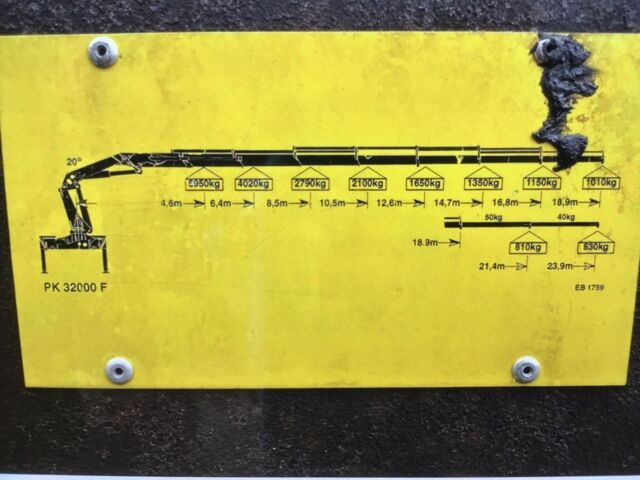 20°
5950kg 4020kg 2790kg 2100kg 1650kg 1350kg 1150kg 1010kg
4,6m 6,4m 8,5m 10,5m 12,6m 14,7m 16,8m 18,9m
50kg 40kg
18.9m 810kg 630kg
21,4m 23,9m
PK 32000 F EB 1759